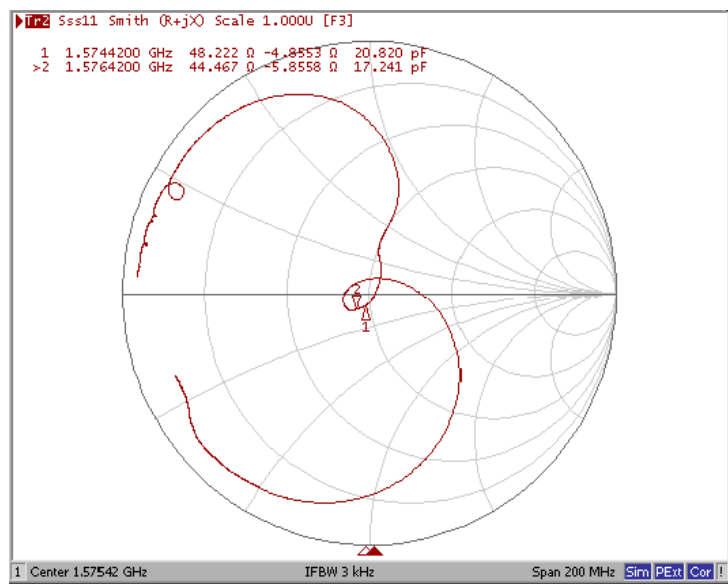 Tr2 Sss11 Smith (R+jX) Scale 1.000U [F3]
1 1.5744200 GHz 48.222 Ω -4.8553 Ω 20.820 pF
>2 1.5764200 GHz 44.467 Ω -5.8558 Ω 17.241 pF
2
1
1 Center 1.57542 GHz IFBW 3 kHz Span 200 MHz Sim PExt Cor !